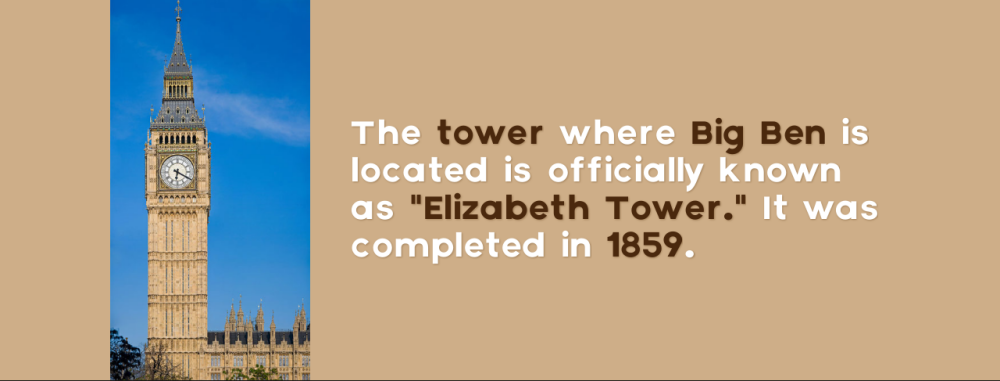 The tower where Big Ben is
located is officially known
as "Elizabeth Tower." It was
completed in 1859.